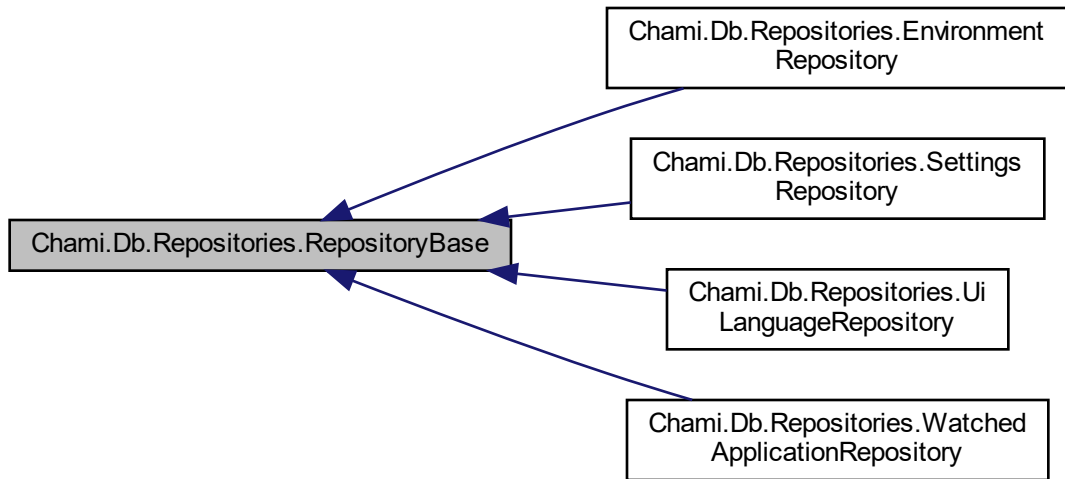 Chami.Db.Repositories.Environment
Repository
Chami.Db.Repositories.Settings
Repository
Chami.Db.Repositories.RepositoryBase
Chami.Db.Repositories.Ui
LanguageRepository
Chami.Db.Repositories.Watched
ApplicationRepository